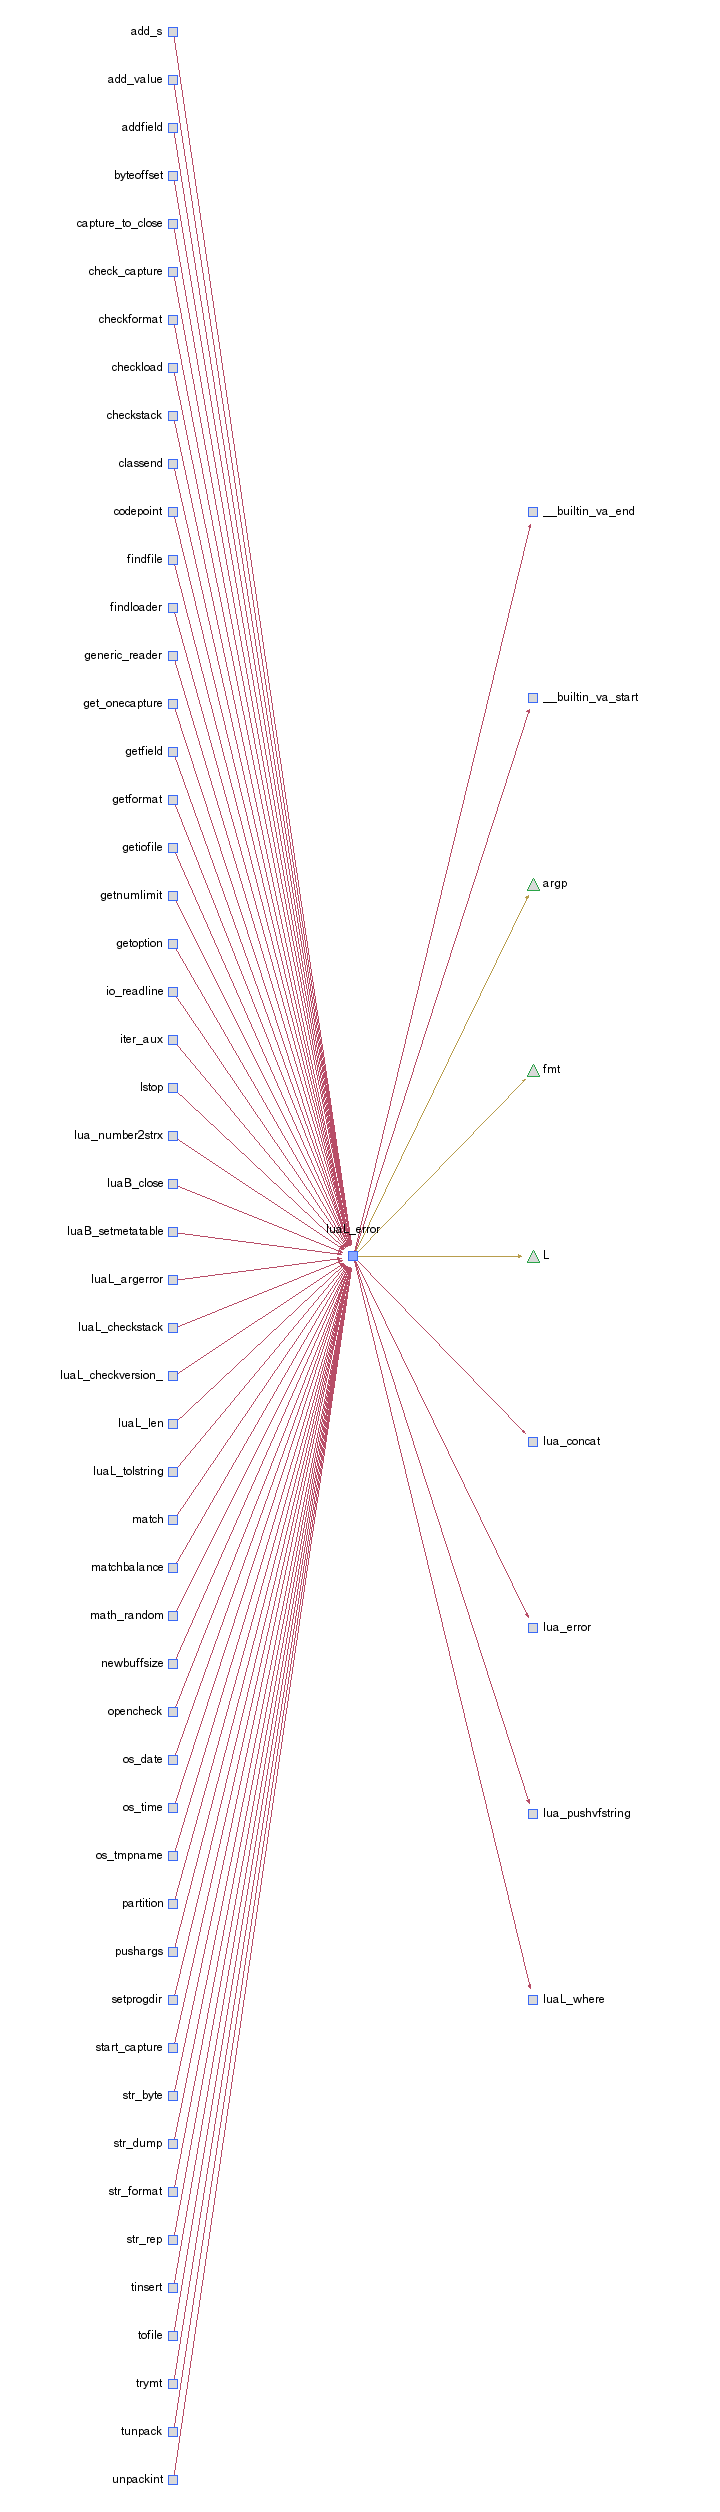 add_s
add_value
addfield
byteoffset
capture_to_close
check_capture
checkformat
checkload
checkstack
classend
codepoint
findfile
findloader
generic_reader
get_onecapture
getfield
getformat
getiofile
getnumlimit
getoption
io_readline
iter_aux
lstop
lua_number2strx
luaB_close
luaB_setmetatable
luaL_argerror
luaL_checkstack
luaL_checkversion_
luaL_len
luaL_tolstring
match
matchbalance
math_random
newbuffsize
opencheck
os_date
os_time
os_tmpname
partition
pushargs
setprogdir
start_capture
str_byte
str_dump
str_format
str_rep
tinsert
tofile
trymt
tunpack
unpackint
luaL_error
__builtin_va_end
__builtin_va_start
argp
fmt
L
lua_concat
lua_error
lua_pushvfstring
luaL_where